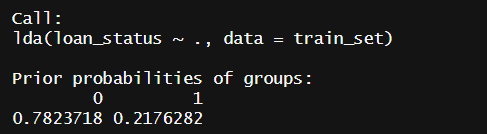 Call:
lda(loan_status ~ ., data = train_set)
Prior probabilities of groups:
0 1
0.7823718 0.2176282